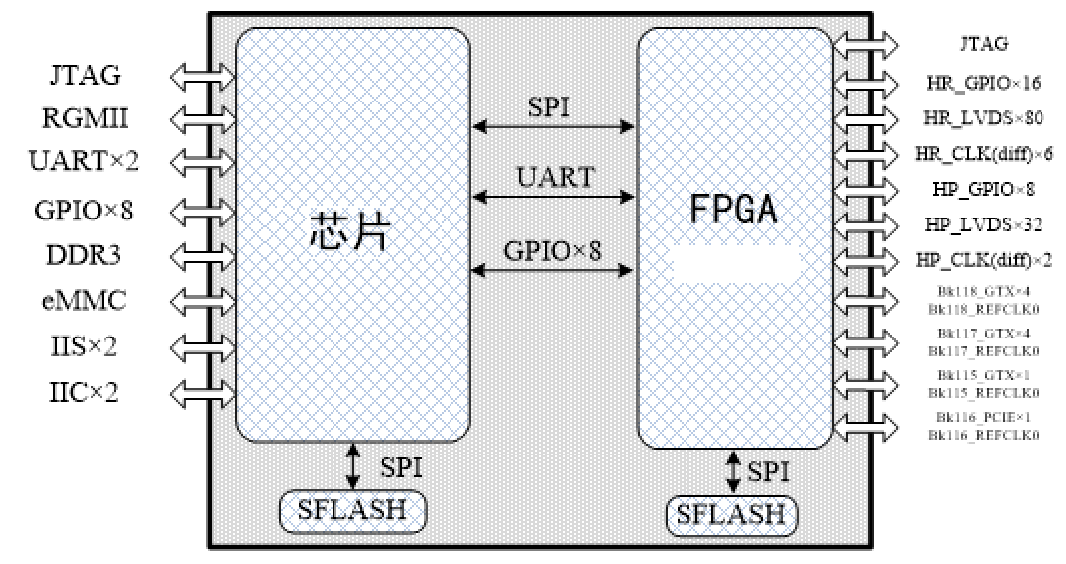 JTAG
RGMII
UART×2
GPIO×8
DDR3
eMMC
IIS×2
IIC×2
芯片
SPI
UART
GPIO×8
FPGA
SPI
SFLASH
SPI
SFLASH
JTAG
HR_GPIO×16
HR_LVDS×80
HR_CLK(diff)×6
HP_GPIO×8
HP_LVDS×32
HP_CLK(diff)×2
Bk118_GTX×4
Bk118_REFCLK0
Bk117_GTX×4
Bk117_REFCLK0
Bk115_GTX×1
Bk115_REFCLK0
Bk116_PCIE×1
Bk116_REFCLK0